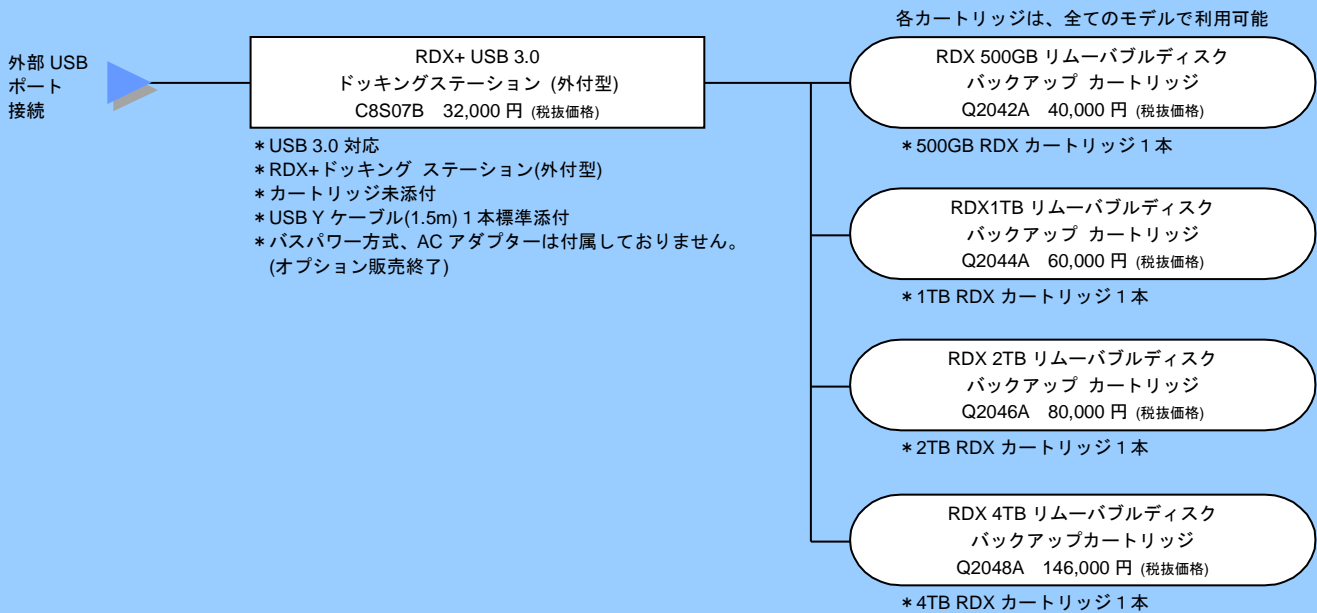 外部 USB
ポート
接続
RDX+ USB 3.0
ドッキングステーション (外付型)
C8S07B 32,000 円 (税抜価格)
＊USB 3.0 対応
＊RDX+ドッキング ステーション(外付型)
＊カートリッジ未添付
＊USB Y ケーブル(1.5m) 1 本標準添付
＊バスパワー方式、AC アダプターは付属しておりません。
(オプション販売終了)
各カートリッジは、全てのモデルで利用可能
RDX 500GB リムーバブルディスク
バックアップ カートリッジ
Q2042A 40,000 円 (税抜価格)
＊500GB RDX カートリッジ 1 本
RDX1TB リムーバブルディスク
バックアップ カートリッジ
Q2044A 60,000 円 (税抜価格)
＊1TB RDX カートリッジ 1 本
RDX 2TB リムーバブルディスク
バックアップ カートリッジ
Q2046A 80,000 円 (税抜価格)
＊2TB RDX カートリッジ 1 本
RDX 4TB リムーバブルディスク
バックアップカートリッジ
Q2048A 146,000 円 (税抜価格)
＊4TB RDX カートリッジ 1 本